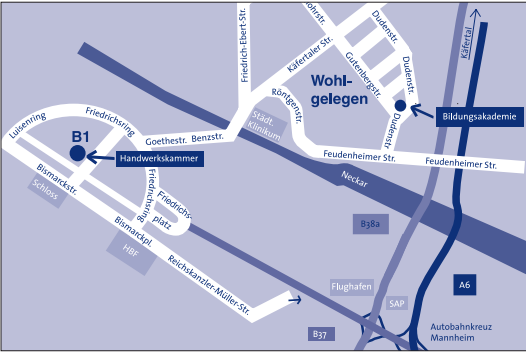 Friedrich-Ebert-Str.
Käfertaler Str.
Dudenstr.
Dudenstr.
Gutenbergstr.
Käfertal
Wohl-
gelegen
Röntgenstr.
Städt.
Klinikum
Dudenstr.
Bildungsakademie
Luisenring
Friedrichsring
B1
Goethestr. Benzstr.
Handwerkskammer
Feudenheimer Str.
Feudenheimer Str.
Neckar
Bismarckstr.
Schloss
Friedrichsring
Friedrichs-
platz
Bismarckpl.
HBF
Reichskanzler-Müller-Str.
B38a
A6
Flughafen
SAP
B37
Autobahnkreuz
Mannheim